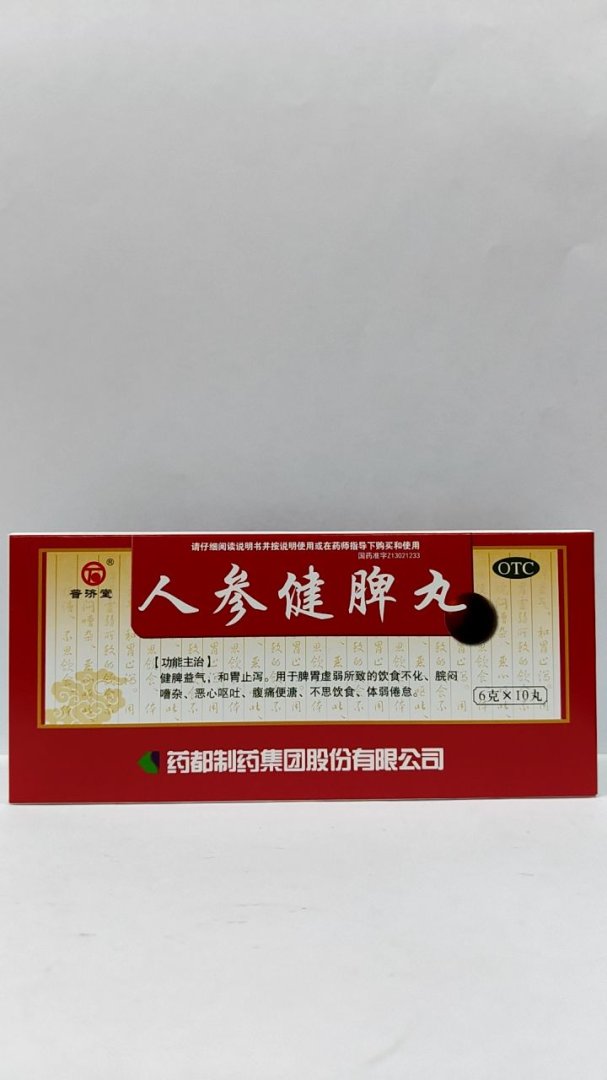 请仔细阅读说明书并按说明使用或在药师指导下购买和使用
国药准字Z13021233
®
普济堂
人参健脾丸
OTC
【功能主治】
健脾益气，和胃止泻。用于脾胃虚弱所致的饮食不化、脘闷
嘈杂、恶心呕吐、腹痛便溏、不思饮食、体弱倦怠。
6克×10丸
药都制药集团股份有限公司